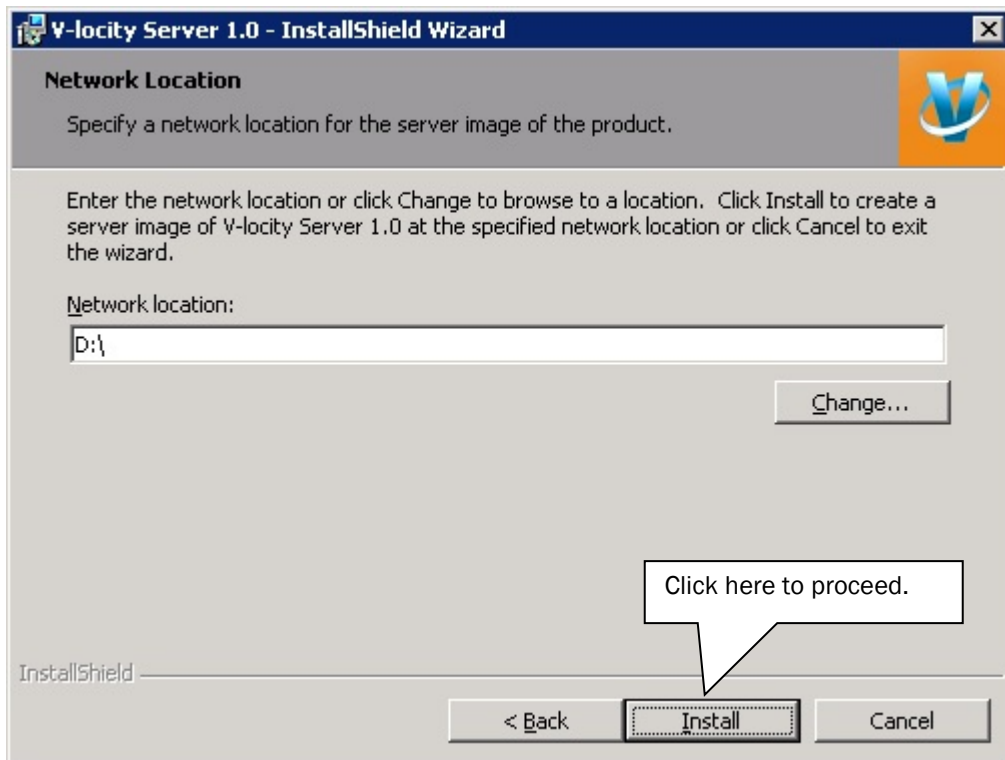 V-locity Server 1.0 - InstallShield Wizard
Network Location
Specify a network location for the server image of the product.
Enter the network location or click Change to browse to a location.  Click Install to create a
server image of V-locity Server 1.0 at the specified network location or click Cancel to exit
the wizard.
Network location:
D:\
Change...
Click here to proceed.
InstallShield
< Back
Install
Cancel